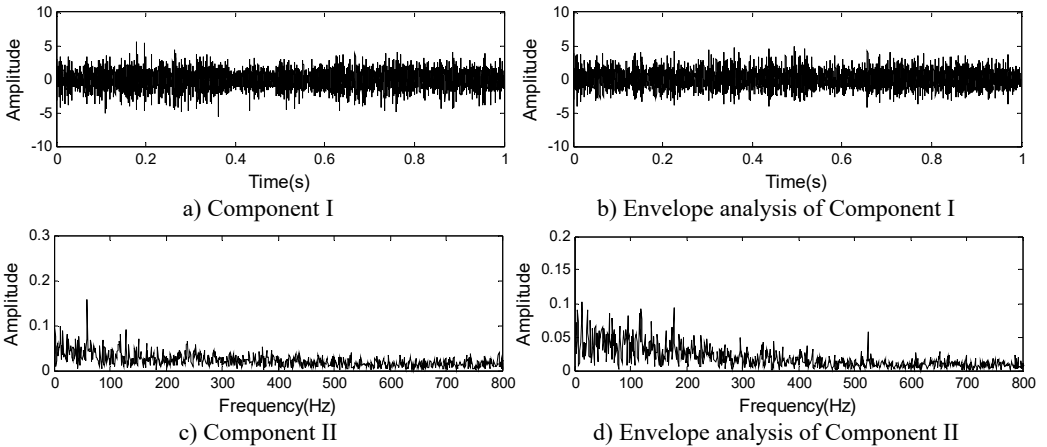 10
5
0
-5
-10
Amplitude
0 0.2 0.4 0.6 0.8 1
Time(s)
a) Component I
10
5
0
-5
-10
Amplitude
0 0.2 0.4 0.6 0.8 1
Time(s)
b) Envelope analysis of Component I
0.3
0.2
0.1
0
Amplitude
0 100 200 300 400 500 600 700 800
Frequency(Hz)
c) Component II
0.2
0.15
0.1
0.05
0
Amplitude
0 100 200 300 400 500 600 700 800
Frequency(Hz)
d) Envelope analysis of Component II